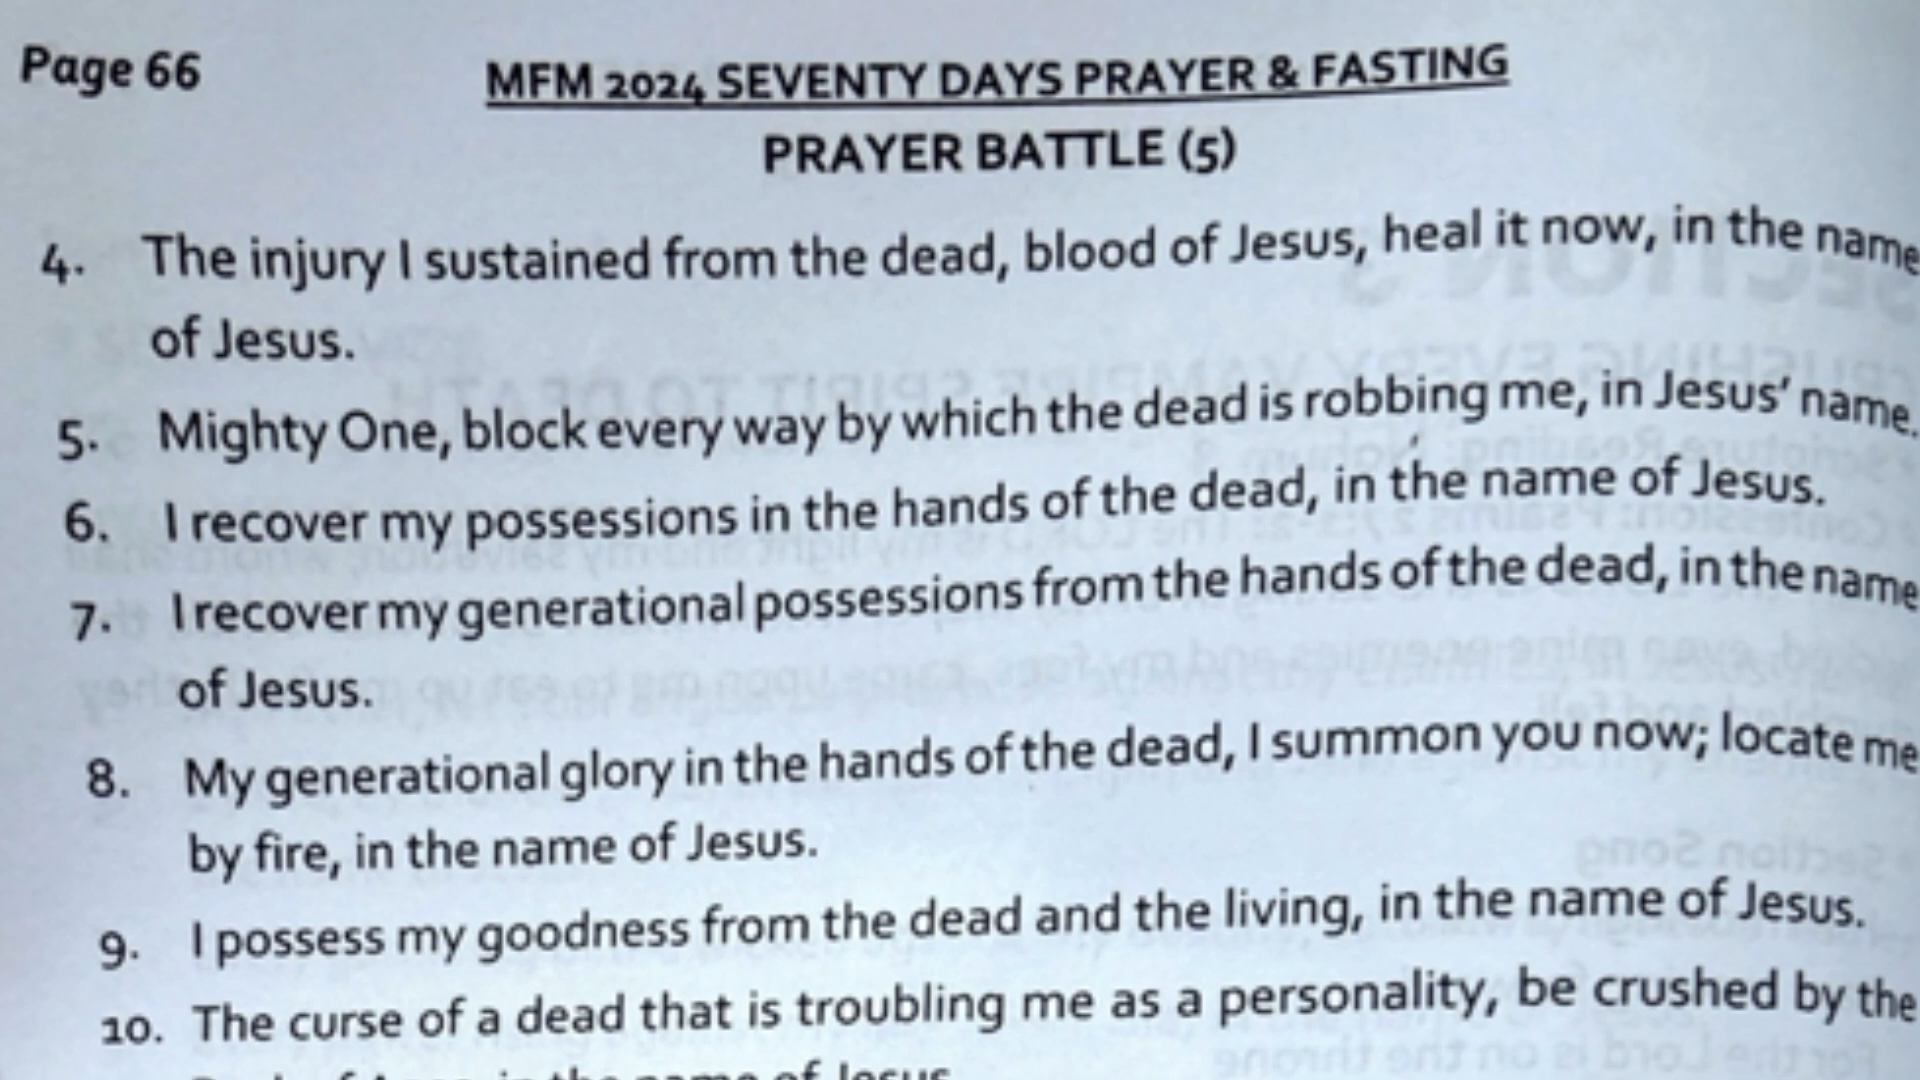 Page 66
MFM 2024 SEVENTY DAYS PRAYER & FASTING
PRAYER BATTLE (5)
4. The injury I sustained from the dead, blood of Jesus, heal it now, in the name
of Jesus.
5. Mighty One, block every way by which the dead is robbing me, in Jesus' name.
6. I recover my possessions in the hands of the dead, in the name of Jesus.
7. I recover my generational possessions from the hands of the dead, in the name
of Jesus.
8. My generational glory in the hands of the dead, I summon you now; locate me
by fire, in the name of Jesus.
9. I possess my goodness from the dead and the living, in the name of Jesus.
10. The curse of a dead that is troubling me as a personality, be crushed by the
in the name of Jesus